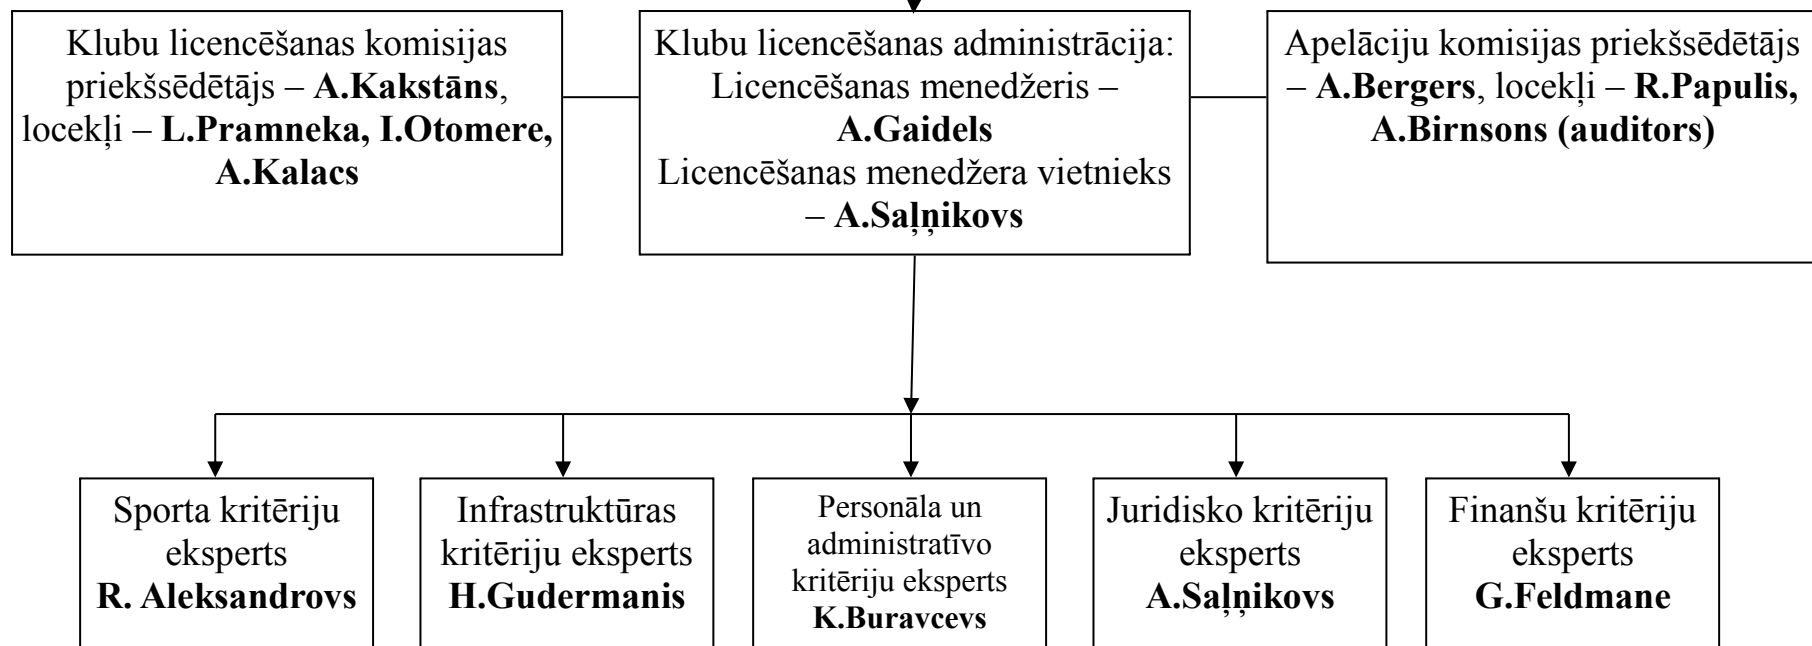 Klubu licencēšanas komisijas
priekšsēdētājs – A.Kakstāns,
locekļi – L.Pramneka, I.Otomere,
A.Kalacs
Klubu licencēšanas administrācija:
Licencēšanas menedžeris –
A.Gaidels
Licencēšanas menedžera vietnieks
– A.Saļņikovs
Apelāciju komisijas priekšsēdētājs
– A.Bergers, locekļi – R.Papulis,
A.Birnsons (auditors)
Sporta kritēriju
eksperts
R. Aleksandrovs
Infrastruktūras
kritēriju eksperts
H.Gudermanis
Personāla un
administratīvo
kritēriju eksperts
K.Buravcevs
Juridisko kritēriju
eksperts
A.Saļņikovs
Finanšu kritēriju
eksperts
G.Feldmane